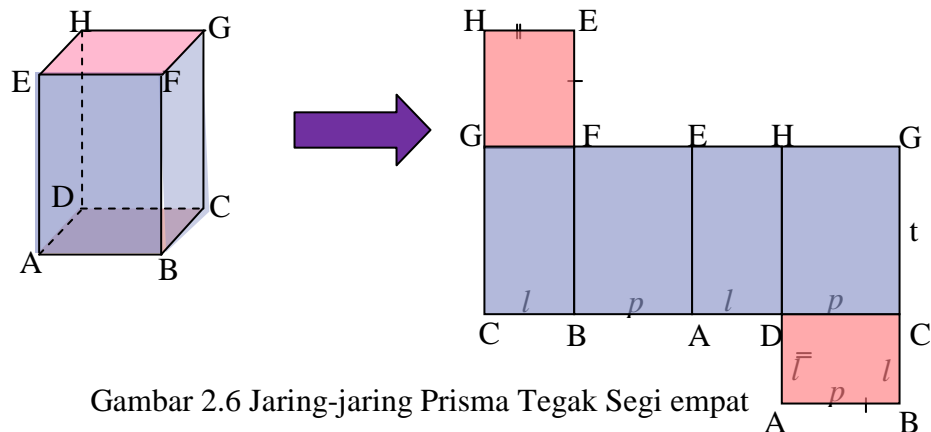 H G H E
E F
G F E H G
D C
t
A B
l p l p
C B A D C
l l
p
Gambar 2.6 Jaring-jaring Prisma Tegak Segi empat
A B